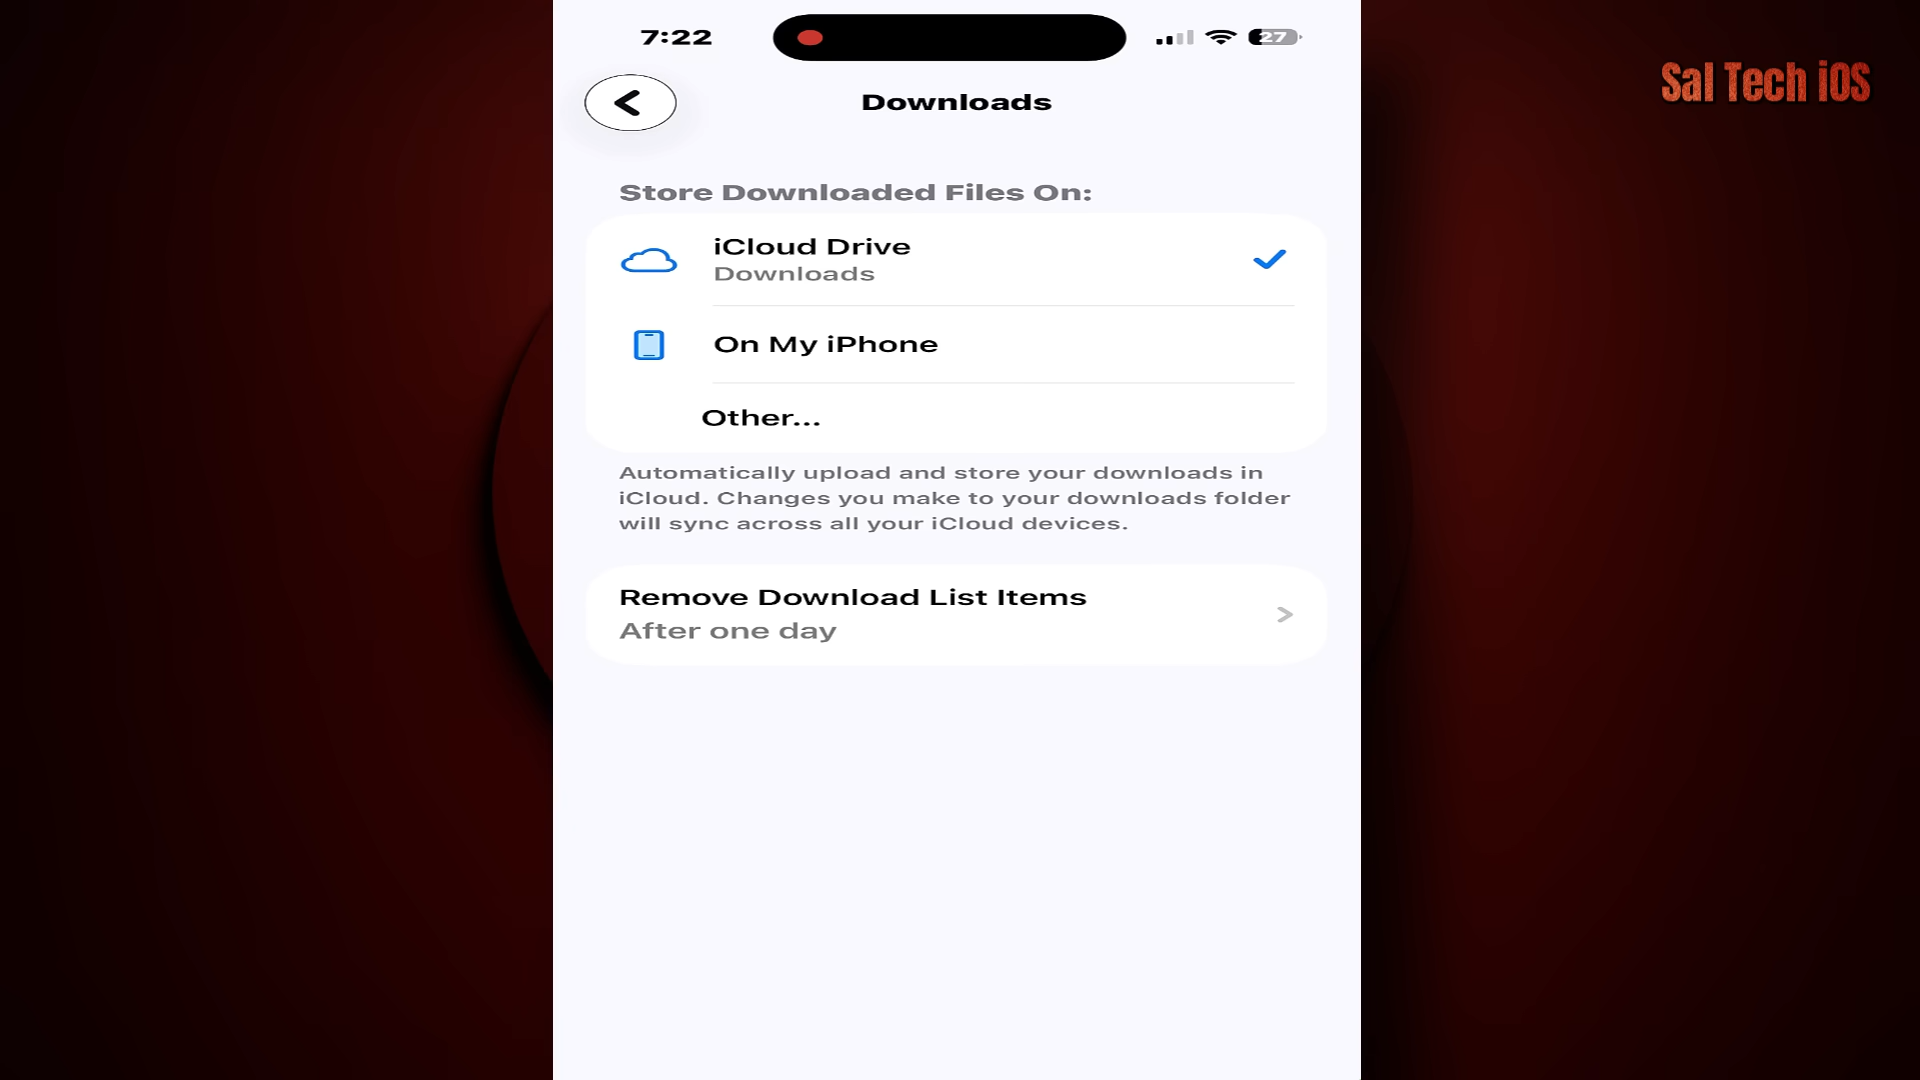 7:22
27
Sal Tech iOS
Downloads
Store Downloaded Files On:
iCloud Drive
Downloads
On My iPhone
Other...
Automatically upload and store your downloads in
iCloud. Changes you make to your downloads folder
will sync across all your iCloud devices.
Remove Download List Items
After one day